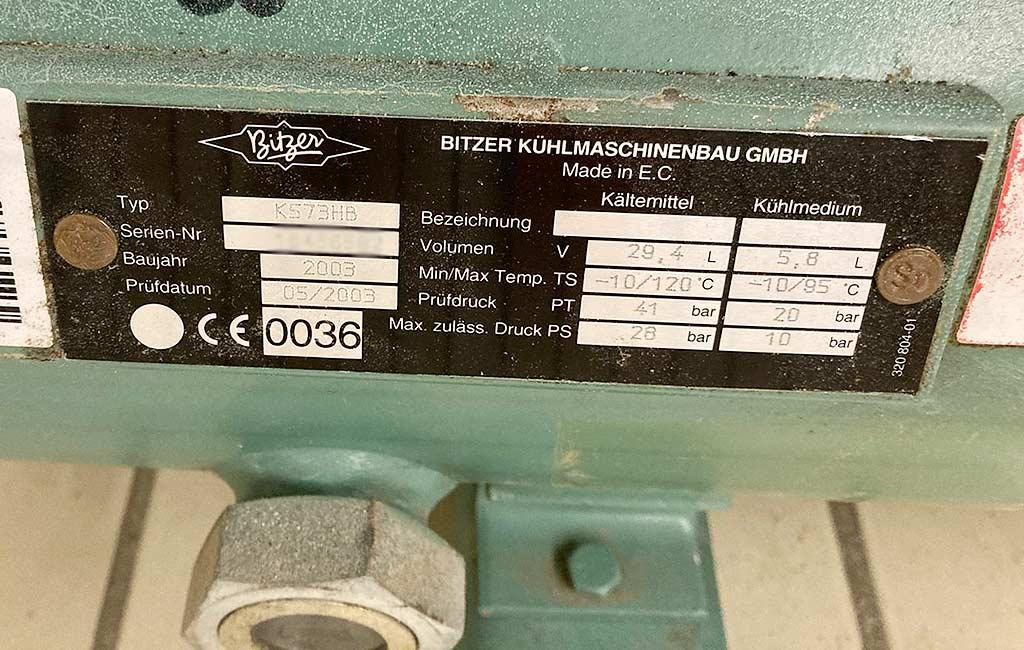 Bitzer
BITZER KÜHLMASCHINENBAU GMBH
Made in E.C.
Typ K573HB
Serien-Nr.
Baujahr 2003
Prüfdatum 05/2003
CE 0036
Kältemittel Kühlmedium
Bezeichnung
Volumen V 29,4 L 5,8 L
Min/Max Temp. TS -10/120 °C -10/95 °C
Prüfdruck PT 41 bar 20 bar
Max. zuläss. Druck PS 28 bar 10 bar
320 804-01